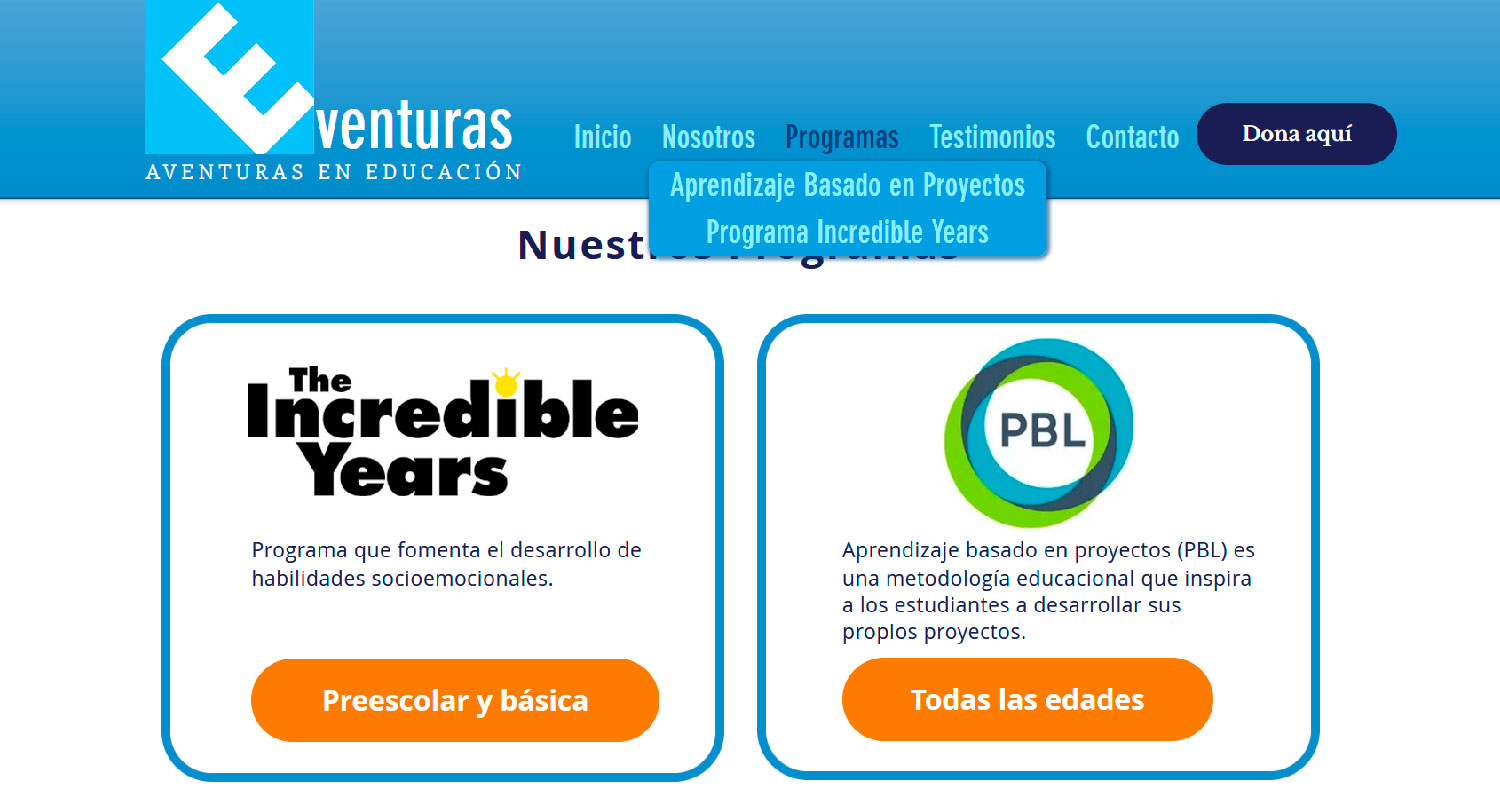 Eventuras
AVENTURAS EN EDUCACIÓN
Inicio Nosotros Programas Testimonios Contacto Dona aquí
Aprendizaje Basado en Proyectos
Programa Incredible Years
Nuestros Programas
The
Incredible
Years
Programa que fomenta el desarrollo de
habilidades socioemocionales.
Preescolar y básica
PBL
Aprendizaje basado en proyectos (PBL) es
una metodología educacional que inspira
a los estudiantes a desarrollar sus
propios proyectos.
Todas las edades